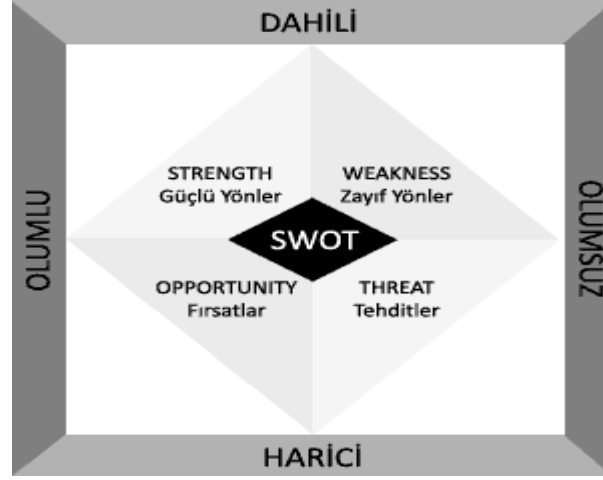 DAHİLİ
OLUMLU
STRENGTH
Güçlü Yönler
WEAKNESS
Zayıf Yönler
SWOT
OPPORTUNITY
Fırsatlar
THREAT
Tehditler
OLUMSUZ
HARİCİ